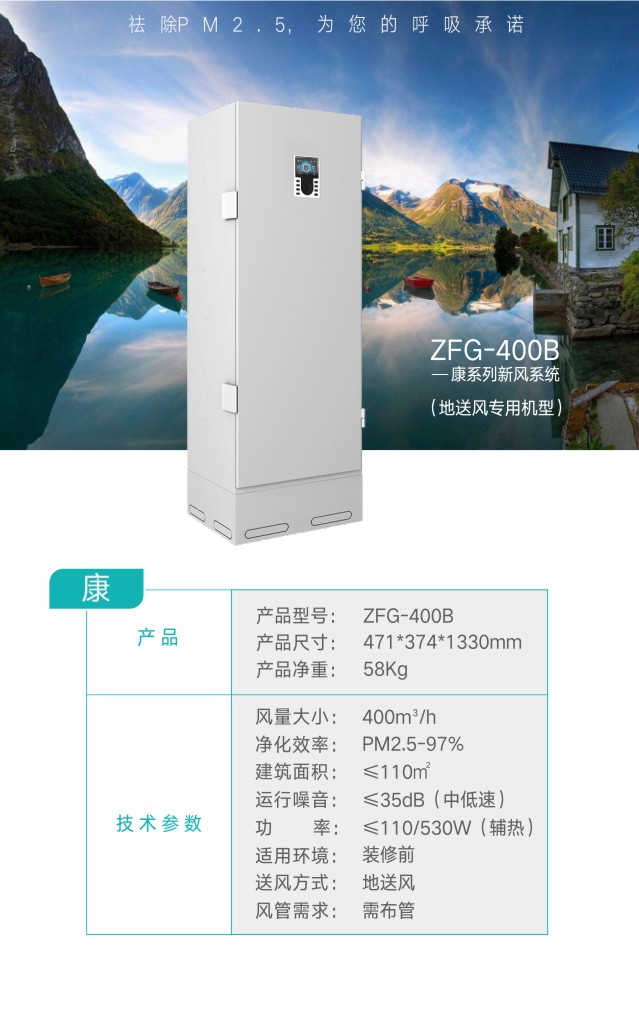 祛除PM2.5,为您的呼吸承诺
ZFG-400B
—康系列新风系统
(地送风专用机型)
康
产品
产品型号: ZFG-400B
产品尺寸: 471*374*1330mm
产品净重: 58Kg
技术参数
风量大小: 400m³/h
净化效率: PM2.5-97%
建筑面积: ≤110㎡
运行噪音: ≤35dB(中低速)
功 率: ≤110/530W(辅热)
适用环境: 装修前
送风方式: 地送风
风管需求: 需布管